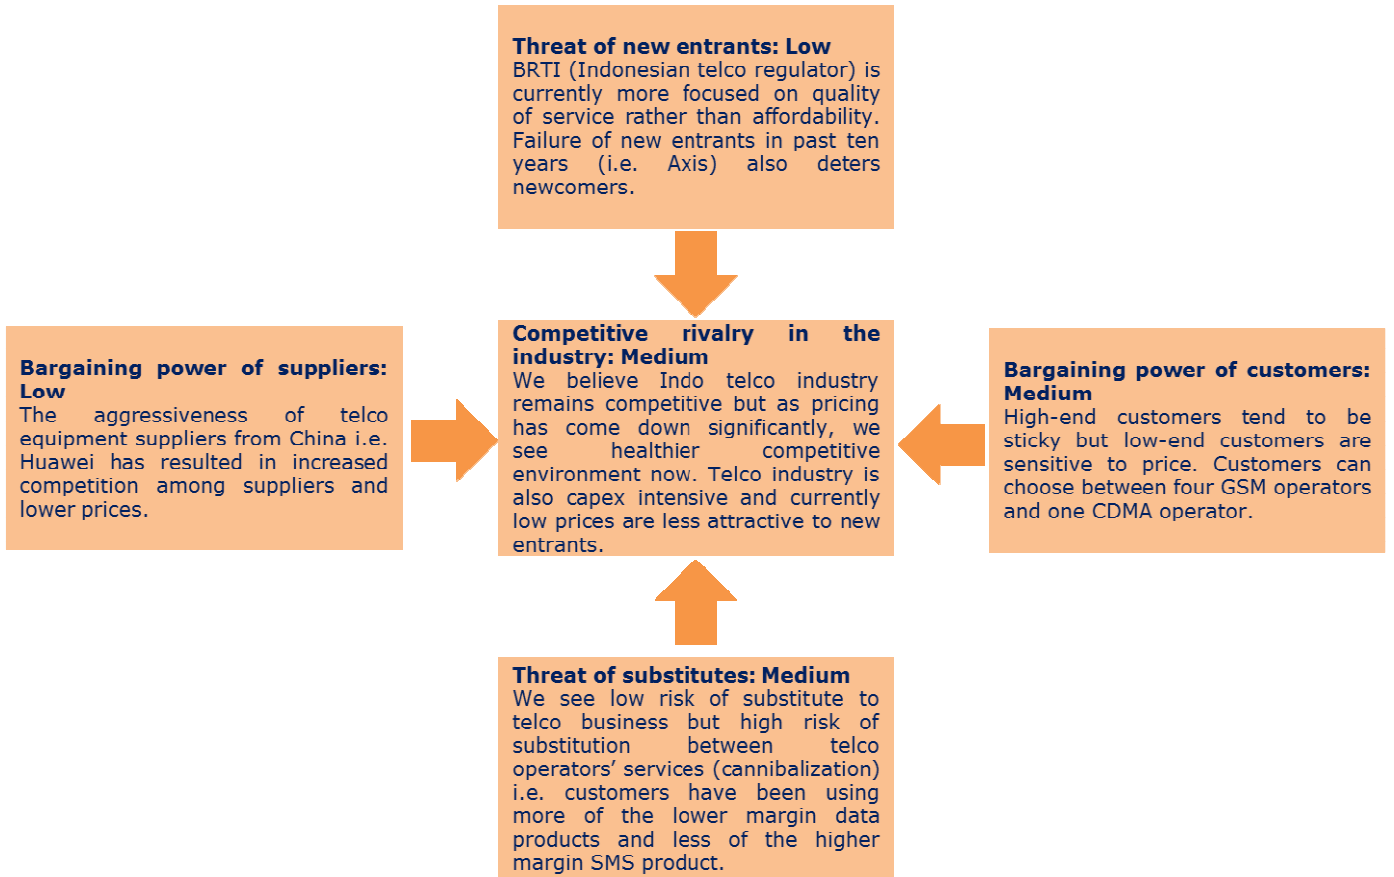 Threat of new entrants: Low
BRTI (Indonesian telco regulator) is
currently more focused on quality
of service rather than affordability.
Failure of new entrants in past ten
years (i.e. Axis) also deters
newcomers.
Bargaining power of suppliers:
Low
The aggressiveness of telco
equipment suppliers from China i.e.
Huawei has resulted in increased
competition among suppliers and
lower prices.
Competitive rivalry in the
industry: Medium
We believe Indo telco industry
remains competitive but as pricing
has come down significantly, we
see healthier competitive
environment now. Telco industry is
also capex intensive and currently
low prices are less attractive to new
entrants.
Bargaining power of customers:
Medium
High-end customers tend to be
sticky but low-end customers are
sensitive to price. Customers can
choose between four GSM operators
and one CDMA operator.
Threat of substitutes: Medium
We see low risk of substitute to
telco business but high risk of
substitution between telco
operators’ services (cannibalization)
i.e. customers have been using
more of the lower margin data
products and less of the higher
margin SMS product.